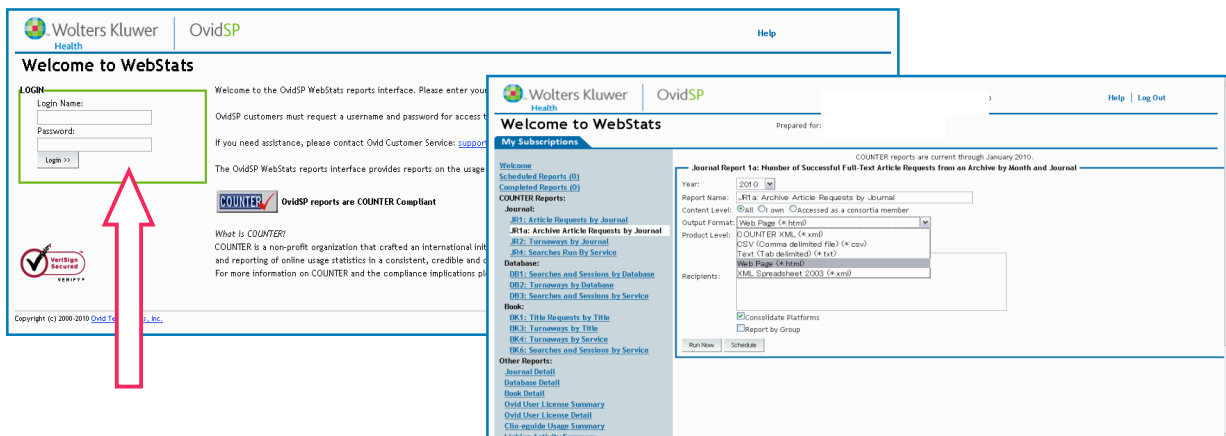 Wolters Kluwer
Health
OvidSP
Help
Welcome to WebStats
LOGIN
Login Name:
Password:
Login >>
Welcome to the OvidSP WebStats reports interface. Please enter your
OvidSP customers must request a username and password for access
If you need assistance, please contact Ovid Customer Service: support
The OvidSP WebStats reports interface provides reports on the usage
COUNTER
OvidSP reports are COUNTER Compliant
What is COUNTER?
COUNTER is a non-profit organization that crafted an international
and reporting of online usage statistics in a consistent, credible and
For more information on COUNTER and the compliance implications
VeriSign
Secured
VERIFY
Copyright (c) 2000-2010 Ovid Inc.
Wolters Kluwer
Health
OvidSP
Help | Log Out
Welcome to WebStats
Prepared for:
My Subscriptions
Welcome
Scheduled Reports (0)
Completed Reports (0)
COUNTER Reports:
Journal:
JR1: Article Requests by Journal
JR1a: Archive Article Requests by Journal
JR2: Turnaways by Journal
JR4: Searches Run By Service
Database:
DB1: Searches and Sessions by Database
DB2: Turnaways by Database
DB3: Searches and Sessions by Service
Book:
BK1: Title Requests by Title
BK3: Turnaways by Title
BK4: Turnaways by Service
BK6: Searches and Sessions by Service
Other Reports:
Journal Detail
Database Detail
Book Detail
Ovid User License Summary
Ovid User License Detail
Clin-eguide Usage Summary
Linking Activity Summary
COUNTER reports are current through January 2010.
Journal Report 1a: Number of Successful Full-Text Article Requests from an Archive by Month and Journal
Year: 2010
Report Name: JR1a: Archive Article Requests by Journal
Content Level: All I own Accessed as a consortia member
Output Format: Web Page (*.html)
Product Level: COUNTER XML (*.xml)
CSV (Comma delimited file) (*.csv)
Text (Tab delimited) (*.txt)
Web Page (*.html)
XML Spreadsheet 2003 (*.xml)
Recipients:
Consolidate Platforms
Report by Group
Run Now Schedule